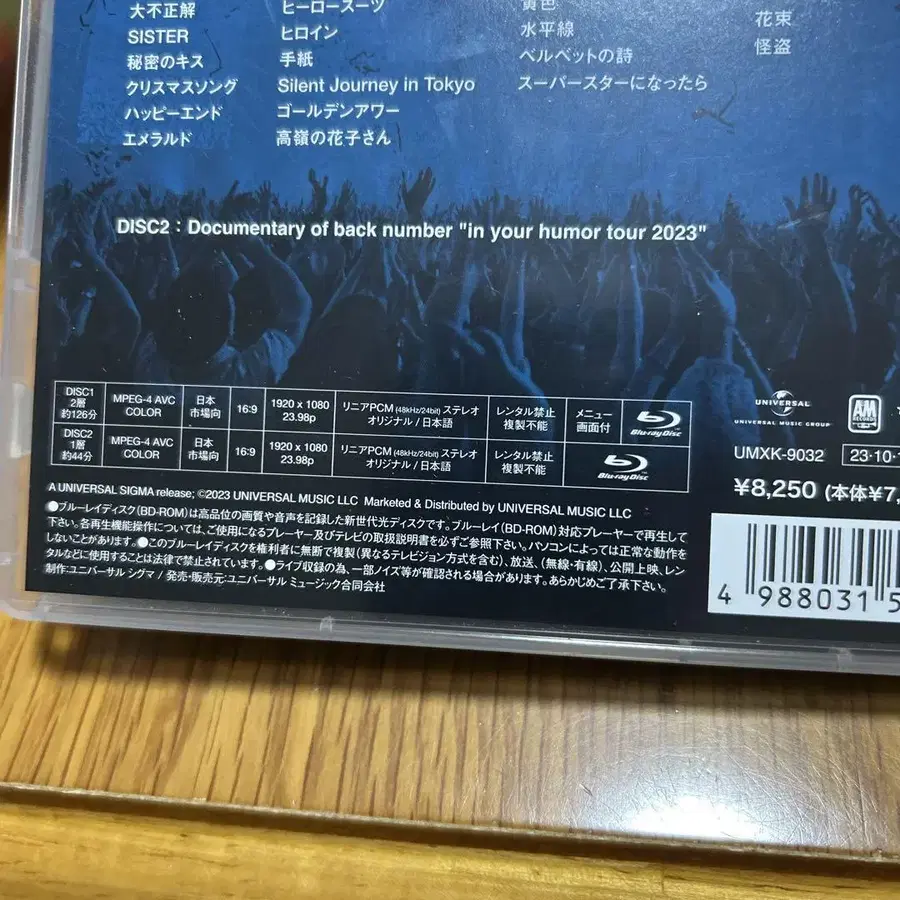 大不正解
SISTER
秘密のキス
クリスマスソング
ハッピーエンド
エメラルド
ヒーロースーツ
ヒロイン
手紙
Silent Journey in Tokyo
ゴールデンアワー
高嶺の花子さん
黄色
水平線
ベルベットの詩
スーパースターになったら
花束
怪盗
DISC2：Documentary of back number "in your humor tour 2023"
DISC1 2層 約126分 MPEG-4 AVC COLOR 日本市場向 16:9 1920 x 1080 23.98p リニアPCM (48kHz/24bit) ステレオ オリジナル / 日本語 レンタル禁止 複製不能 メニュー画面付 Blu-ray Disc
DISC2 1層 約44分 MPEG-4 AVC COLOR 日本市場向 16:9 1920 x 1080 23.98p リニアPCM (48kHz/24bit) ステレオ オリジナル / 日本語 レンタル禁止 複製不能 Blu-ray Disc
UNIVERSAL
UNIVERSAL MUSIC GROUP
A&M RECORDS
UMXK-9032
23・10・
¥8,250 (本体¥7,
4 988031 5
A UNIVERSAL SIGMA release; ©2023 UNIVERSAL MUSIC LLC Marketed & Distributed by UNIVERSAL MUSIC LLC
●ブルーレイディスク(BD-ROM)は高品位の画質や音声を記録した新世代光ディスクです。ブルーレイ(BD-ROM)対応プレーヤーで再生して
下さい。各再生機能操作については、ご使用になるプレーヤー及びテレビの取扱説明書を必ずご参照下さい。パソコンによっては正常な動作を
しないことがあります。●このブルーレイディスクを権利者に無断で複製(異なるテレビジョン方式を含む)、放送、(無線・有線)、公開上映、レン
タルなどに使用することは法律で禁止されています。●ライブ収録の為、一部ノイズ等が確認される場合があります。あらかじめご了承下さい。
制作:ユニバーサル シグマ / 発売・販売元:ユニバーサル ミュージック合同会社